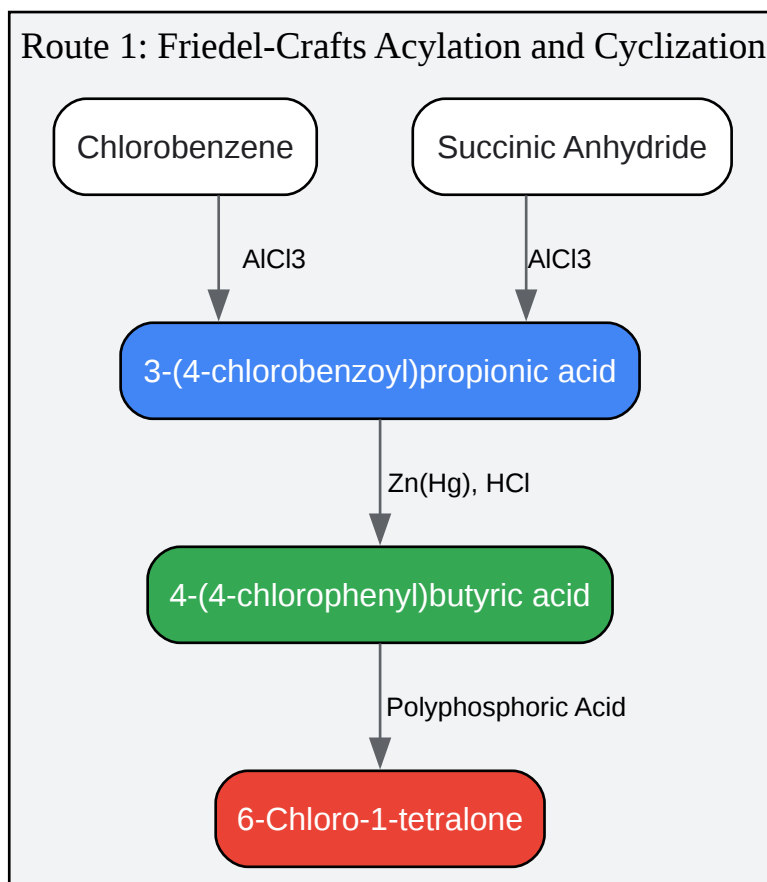 Route 1: Friedel-Crafts Acylation and Cyclization
Chlorobenzene
Succinic Anhydride
AlCl3
AlCl3
3-(4-chlorobenzoyl)propionic acid
Zn(Hg), HCl
4-(4-chlorophenyl)butyric acid
Polyphosphoric Acid
6-Chloro-1-tetralone